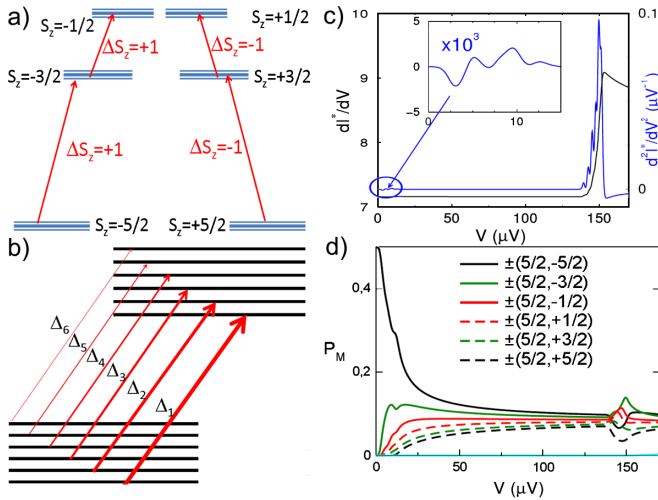 a)
S_z=-1/2
S_z=+1/2
ΔS_z=+1
ΔS_z=-1
S_z=-3/2
S_z=+3/2
ΔS_z=+1
ΔS_z=-1
S_z=-5/2
S_z=+5/2
b)
Δ_6
Δ_5
Δ_4
Δ_3
Δ_2
Δ_1
c)
10
9
8
7
dI*/dV
0.1
0
d²I*/dV² (μV⁻¹)
x10³
5
0
-5
0
10
0
50
100
150
V (μV)
d)
0,4
0,2
0
P_M
±(5/2,-5/2)
±(5/2,-3/2)
±(5/2,-1/2)
±(5/2,+1/2)
±(5/2,+3/2)
±(5/2,+5/2)
0
50
100
150
V (μV)